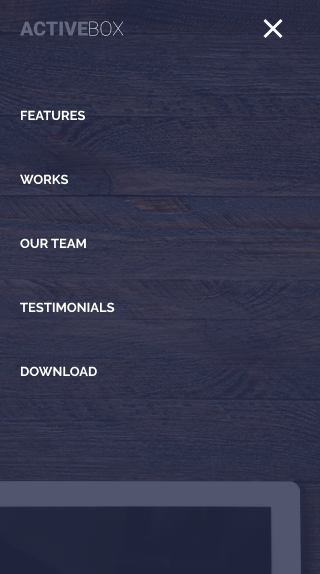 ACTIVEBOX
FEATURES
WORKS
OUR TEAM
TESTIMONIALS
DOWNLOAD